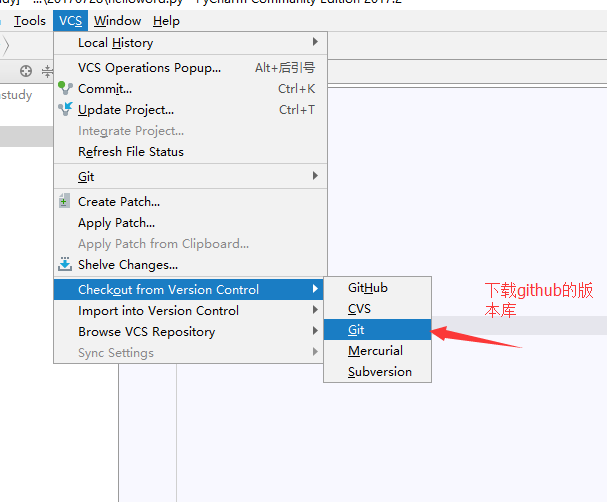 \20170728\helloword.py - PyCharm Community Edition 2017.2
Tools VCS Window Help
Local History
VCS Operations Popup... Alt+后引号
Commit... Ctrl+K
study
Update Project... Ctrl+T
Integrate Project...
Refresh File Status
Git
Create Patch...
Apply Patch...
Apply Patch from Clipboard...
Shelve Changes...
Checkout from Version Control
Import into Version Control
Browse VCS Repository
Sync Settings
GitHub
CVS
Git
Mercurial
Subversion
下载github的版
本库